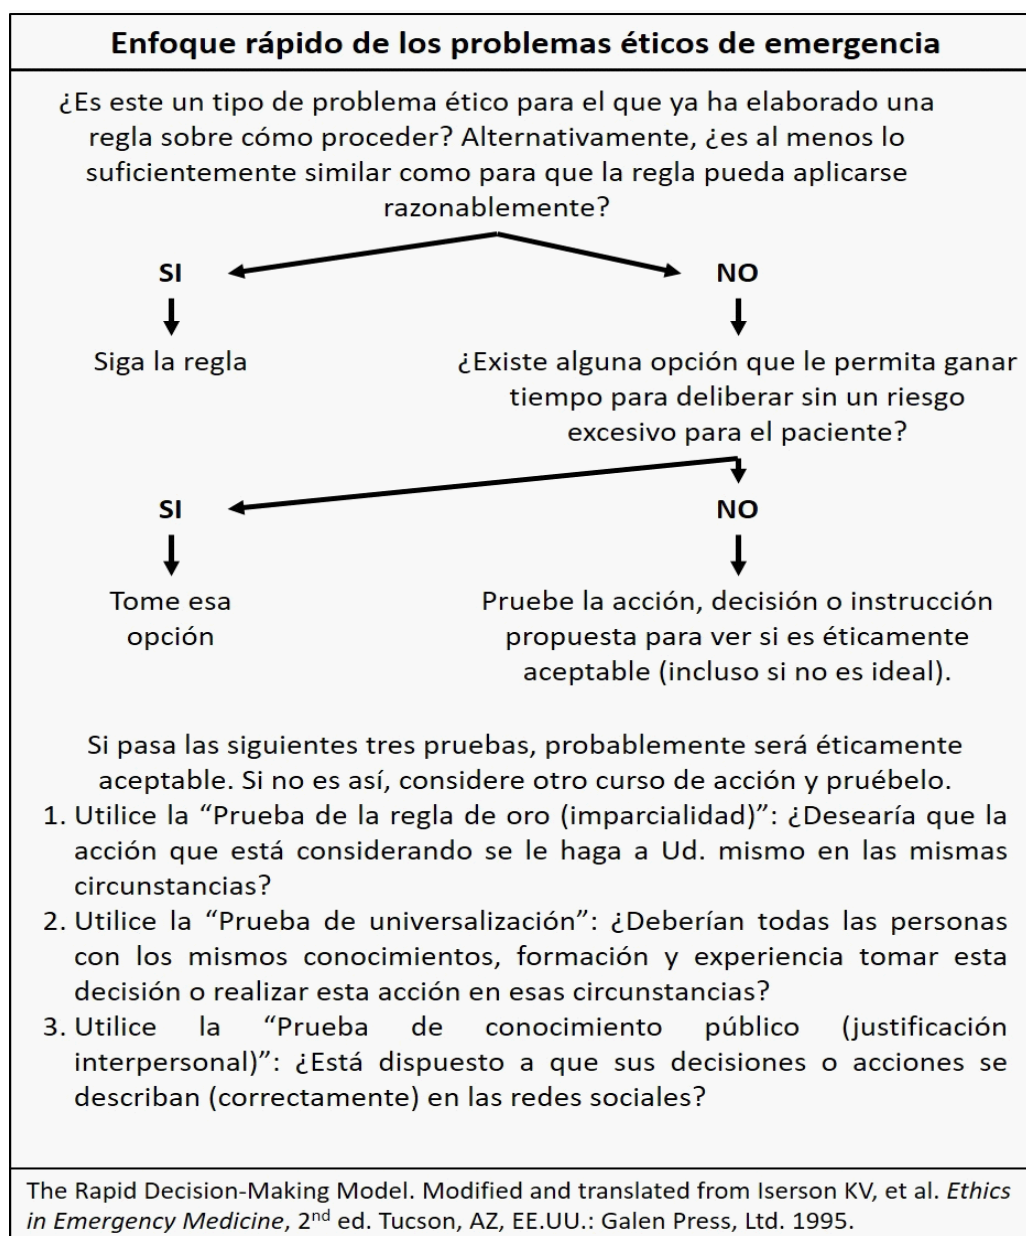 Enfoque rápido de los problemas éticos de emergencia
¿Es este un tipo de problema ético para el que ya ha elaborado una
regla sobre cómo proceder? Alternativamente, ¿es al menos lo
suficientemente similar como para que la regla pueda aplicarse
razonablemente?
SI
NO
Siga la regla
¿Existe alguna opción que le permita ganar
tiempo para deliberar sin un riesgo
excesivo para el paciente?
SI
NO
Tome esa
opción
Pruebe la acción, decisión o instrucción
propuesta para ver si es éticamente
aceptable (incluso si no es ideal).
Si pasa las siguientes tres pruebas, probablemente será éticamente
aceptable. Si no es así, considere otro curso de acción y pruébelo.
1. Utilice la “Prueba de la regla de oro (imparcialidad)”: ¿Desearía que la
acción que está considerando se le haga a Ud. mismo en las mismas
circunstancias?
2. Utilice la “Prueba de universalización”: ¿Deberían todas las personas
con los mismos conocimientos, formación y experiencia tomar esta
decisión o realizar esta acción en esas circunstancias?
3. Utilice la “Prueba de conocimiento público (justificación
interpersonal)”: ¿Está dispuesto a que sus decisiones o acciones se
describan (correctamente) en las redes sociales?
The Rapid Decision-Making Model. Modified and translated from Iserson KV, et al. Ethics
in Emergency Medicine, 2nd ed. Tucson, AZ, EE.UU.: Galen Press, Ltd. 1995.